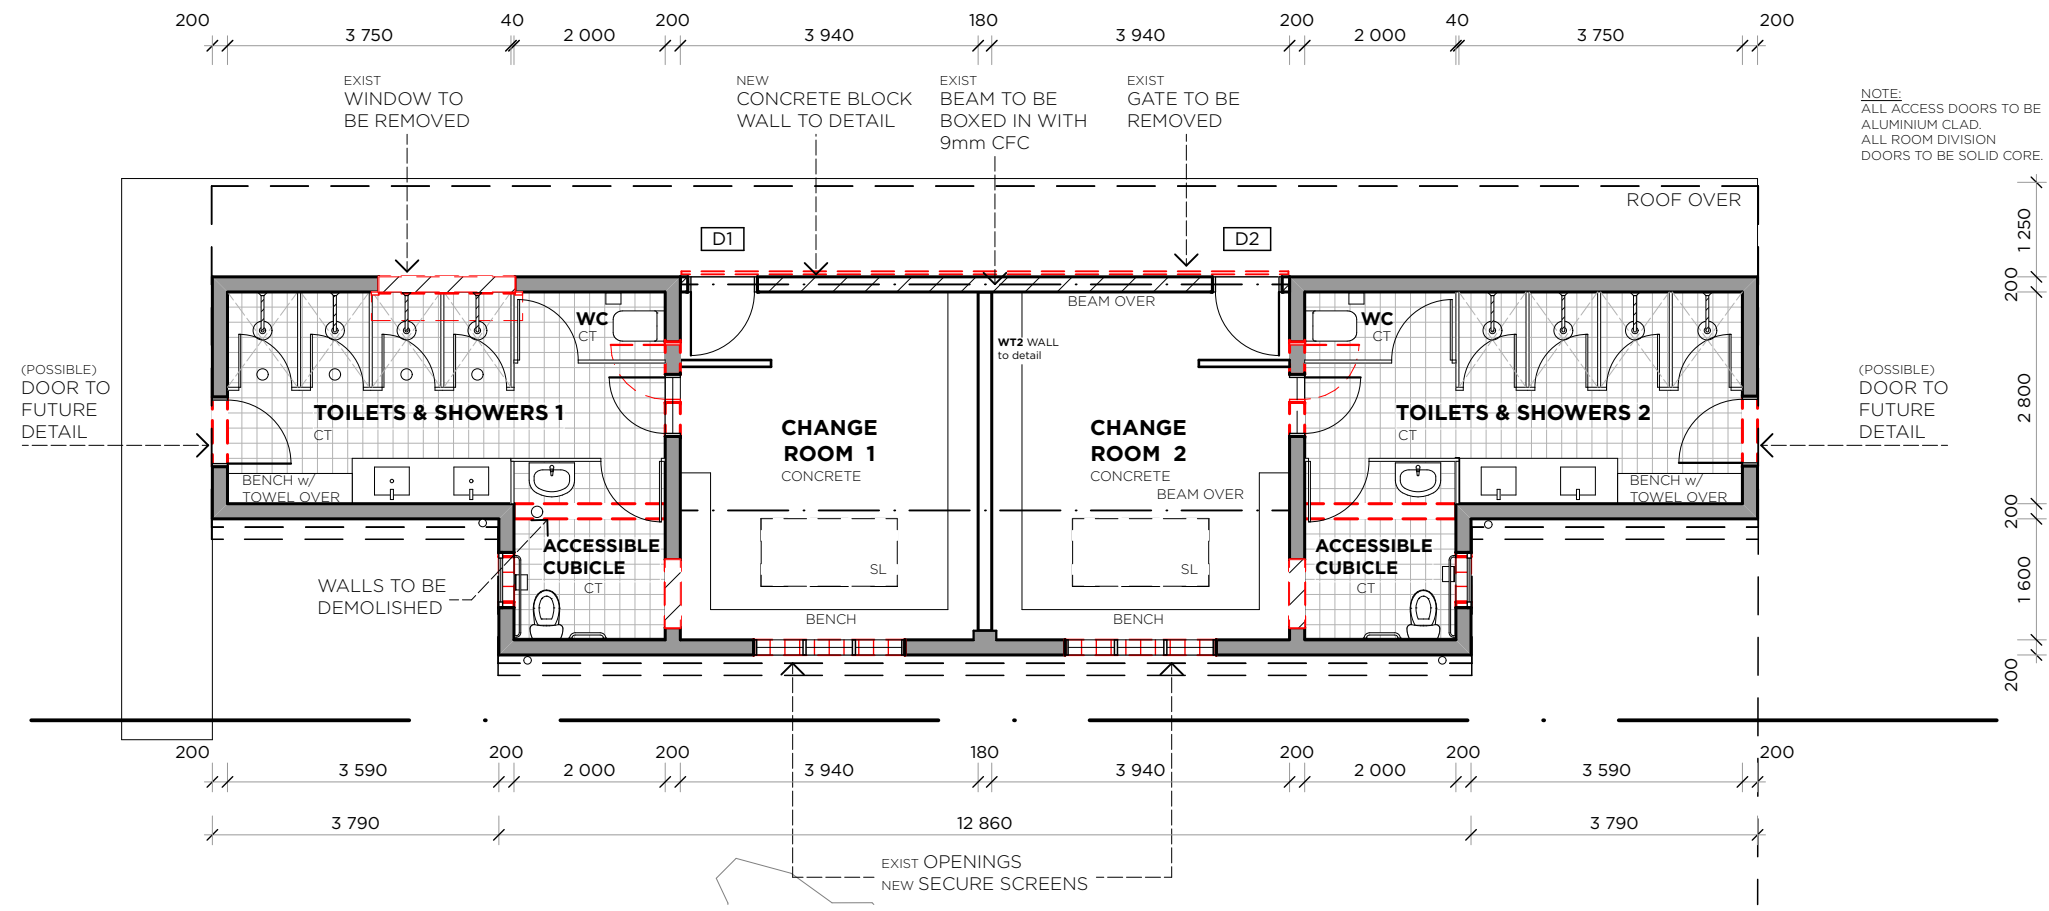 200 40 200 180 200 40 200
3 750 2 000 3 940 3 940 2 000 3 750
EXIST
WINDOW TO
BE REMOVED
NEW
CONCRETE BLOCK
WALL TO DETAIL
EXIST
BEAM TO BE
BOXED IN WITH
9mm CFC
EXIST
GATE TO BE
REMOVED
NOTE:
ALL ACCESS DOORS TO BE
ALUMINIUM CLAD.
ALL ROOM DIVISION
DOORS TO BE SOLID CORE.
ROOF OVER
D1
D2
1 250
200
2 800
200
1 600
200
BEAM OVER
WC
CT
WT2 WALL
to detail
WC
CT
(POSSIBLE)
DOOR TO
FUTURE
DETAIL
TOILETS & SHOWERS 1
CT
CHANGE
ROOM 1
CONCRETE
CHANGE
ROOM 2
CONCRETE
TOILETS & SHOWERS 2
CT
(POSSIBLE)
DOOR TO
FUTURE
DETAIL
BENCH w/
TOWEL OVER
BEAM OVER
BENCH w/
TOWEL OVER
ACCESSIBLE
CUBICLE
CT
SL
SL
ACCESSIBLE
CUBICLE
CT
WALLS TO BE
DEMOLISHED
BENCH
BENCH
200 200 200 180 200 200 200
3 590 2 000 3 940 3 940 2 000 3 590
3 790 12 860 3 790
EXIST OPENINGS
NEW SECURE SCREENS